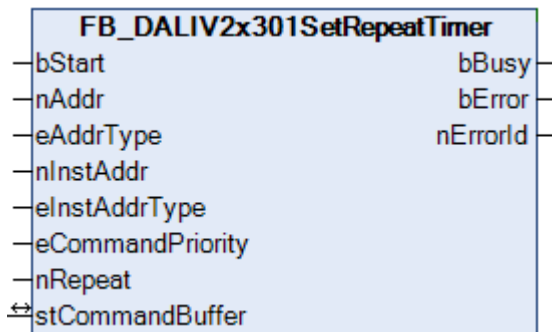 FB_DALIV2x301SetRepeatTimer
bStart bBusy
nAddr bError
eAddrType nErrorId
nInstAddr
eInstAddrType
eCommandPriority
nRepeat
stCommandBuffer